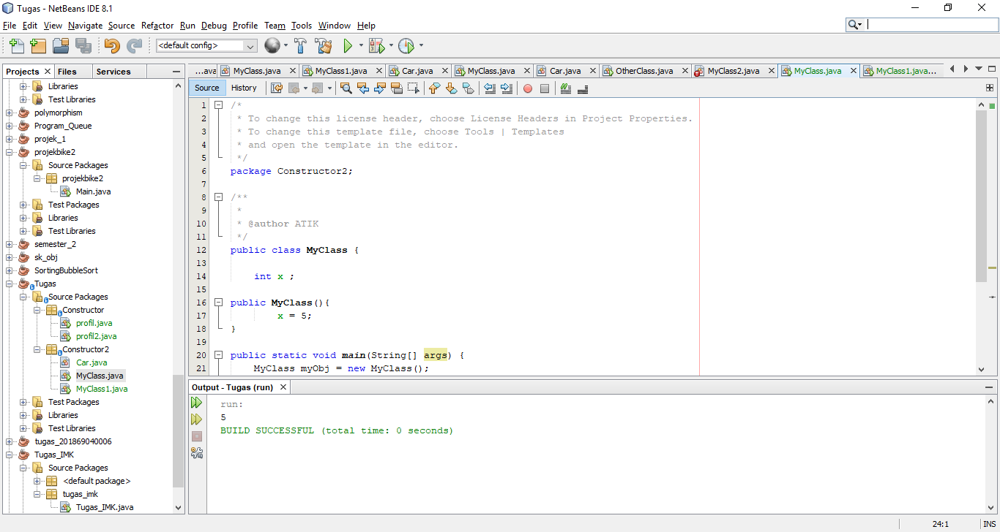 Tugas - NetBeans IDE 8.1
File Edit View Navigate Source Refactor Run Debug Profile Team Tools Window Help
<default config>
Projects Files Services
Libraries
Test Libraries
polymorphism
Program_Queue
projek_1
projekbike2
Source Packages
projekbike2
Main.java
Test Packages
Libraries
Test Libraries
semester_2
sk_obj
SortingBubbleSort
Tugas
Source Packages
Constructor
profil.java
profil2.java
Constructor2
Car.java
MyClass.java
MyClass1.java
Test Packages
Libraries
Test Libraries
tugas_201869040006
Tugas_IMK
Source Packages
<default package>
tugas_imk
Tugas_IMK.java
...ava MyClass.java MyClass1.java Car.java MyClass.java Car.java OtherClass.java MyClass2.java MyClass.java MyClass1.java...
Source History
1 /*
2 * To change this license header, choose License Headers in Project Properties.
3 * To change this template file, choose Tools | Templates
4 * and open the template in the editor.
5 */
6 package Constructor2;
7
8 /**
9 *
10 * @author ATIK
11 */
12 public class MyClass {
13
14 int x ;
15
16 public MyClass(){
17 x = 5;
18 }
19
20 public static void main(String[] args) {
21 MyClass myObj = new MyClass();
Output - Tugas (run)
run:
5
BUILD SUCCESSFUL (total time: 0 seconds)
24:1 INS